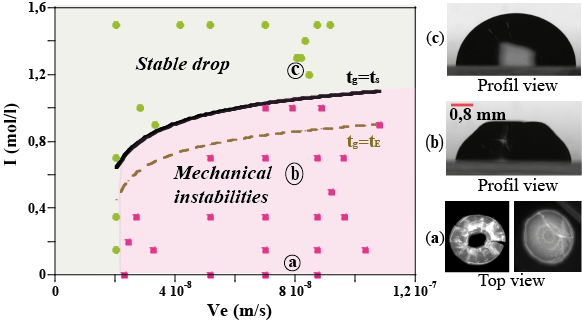 1,6
1,2
0,8
0,4
0
I (mol/l)
Stable drop
ⓒ
tg=ts
tg=tE
Mechanical
instabilities
ⓑ
ⓐ
0
4 10-8
8 10-8
1,2 10-7
Ve (m/s)
(c)
Profil view
0,8 mm
(b)
Profil view
(a)
Top view